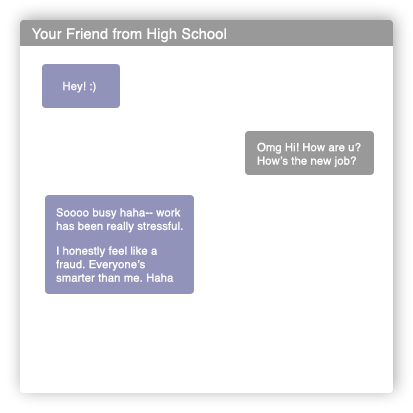 Your Friend from High School
Hey! :)
Omg Hi! How are u?
How's the new job?
Soooo busy haha-- work
has been really stressful.
I honestly feel like a
fraud. Everyone's
smarter than me. Haha